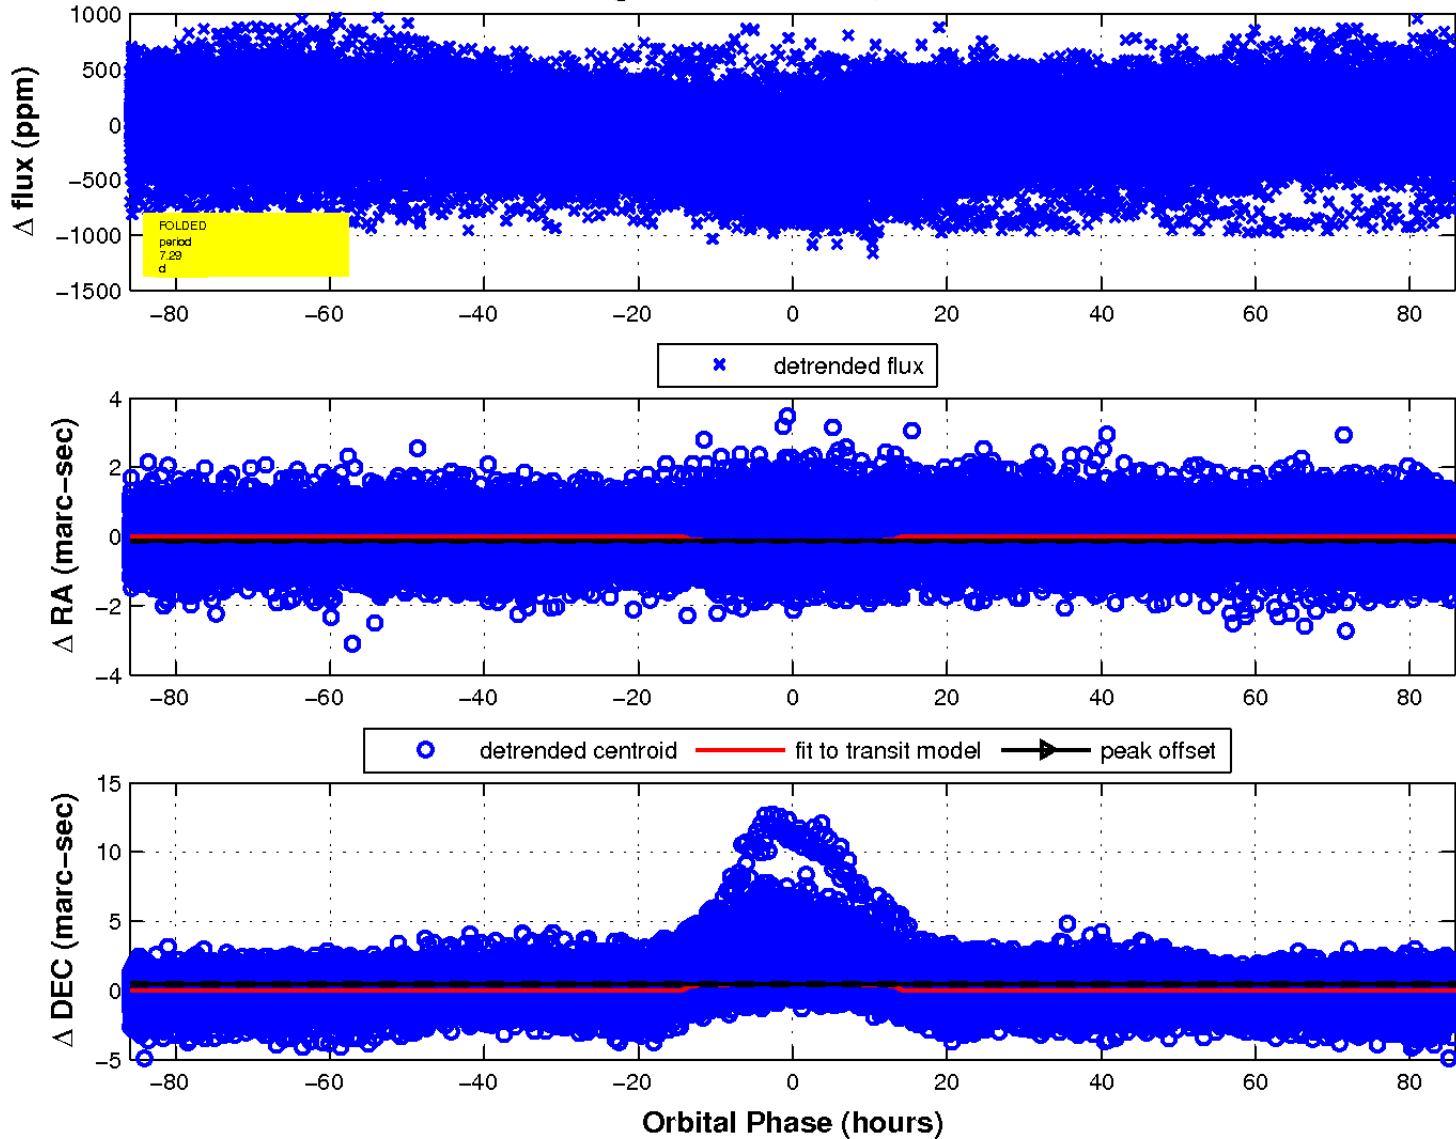 1000
500
0
−500
−1000
−1500
Δ flux (ppm)
FOLDED
period
7.29
d
−80 −60 −40 −20 0 20 40 60 80
detrended flux
4
2
0
−2
−4
Δ RA (marc−sec)
−80 −60 −40 −20 0 20 40 60 80
detrended centroid fit to transit model peak offset
15
10
5
0
−5
Δ DEC (marc−sec)
−80 −60 −40 −20 0 20 40 60 80
Orbital Phase (hours)